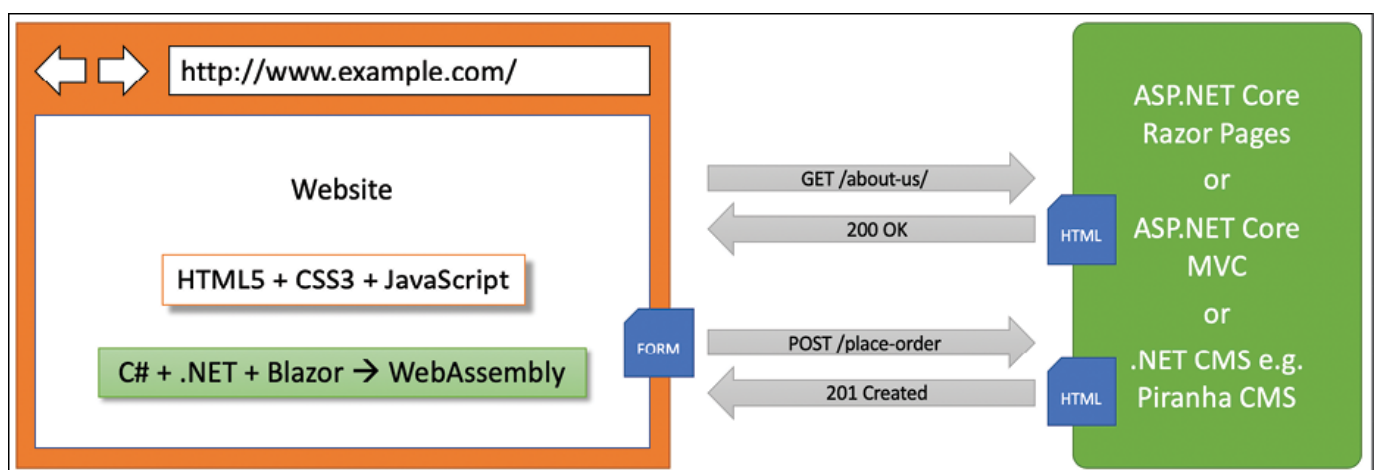 http://www.example.com/
Website
HTML5 + CSS3 + JavaScript
C# + .NET + Blazor → WebAssembly
FORM
GET /about-us/
200 OK
HTML
POST /place-order
201 Created
HTML
ASP.NET Core
Razor Pages
or
ASP.NET Core
MVC
or
.NET CMS e.g.
Piranha CMS